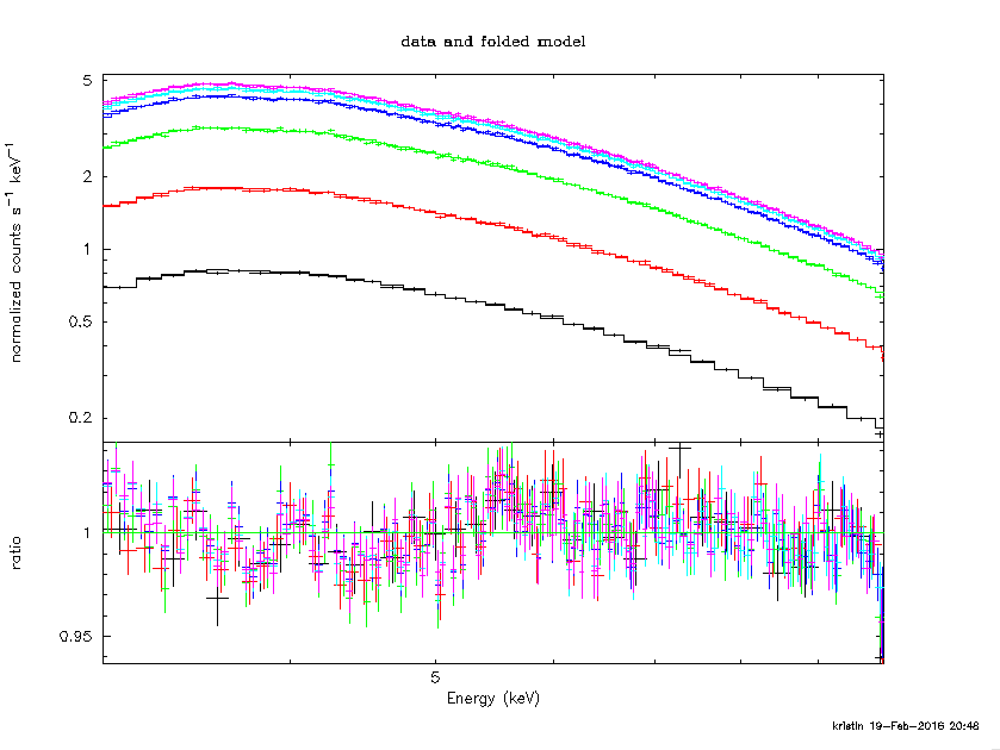 data and folded model
normalized counts s⁻¹ keV⁻¹
5
2
1
0.5
0.2
ratio
1
0.95
5
Energy (keV)
kristin 19-Feb-2016 20:48